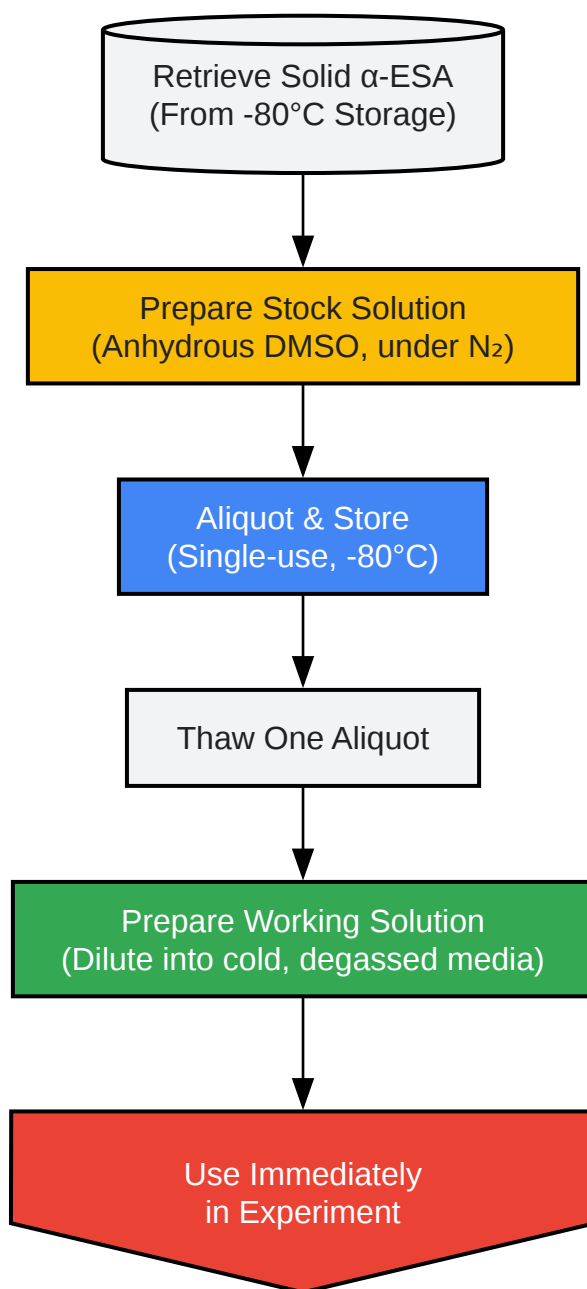 Retrieve Solid α-ESA
(From -80°C Storage)
Prepare Stock Solution
(Anhydrous DMSO, under N₂)
Aliquot & Store
(Single-use, -80°C)
Thaw One Aliquot
Prepare Working Solution
(Dilute into cold, degassed media)
Use Immediately
in Experiment